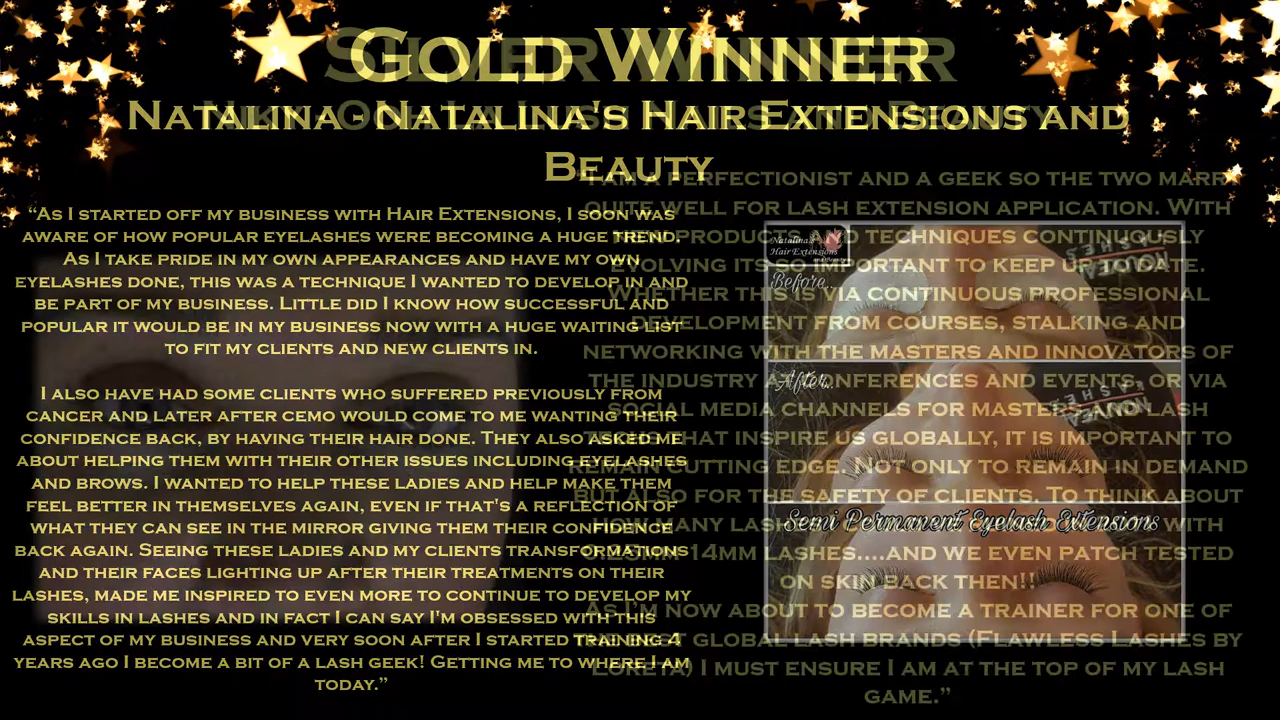 Gold Winner
Silver Winner
Natalina - Natalina's Hair Extensions and
Beauty
“As I started off my business with Hair Extensions, I soon was
aware of how popular eyelashes were becoming a huge trend.
As I take pride in my own appearances and have my own
eyelashes done, this was a technique I wanted to develop in and
be part of my business. Little did I know how successful and
popular it would be in my business now with a huge waiting list
to fit my clients and new clients in.
I also have had some clients who suffered previously from
cancer and later after cemo would come to me wanting their
confidence back, by having their hair done. They also asked me
about helping them with their other issues including eyelashes
and brows. I wanted to help these ladies and help make them
feel better in themselves again, even if that's a reflection of
what they can see in the mirror giving them their confidence
back again. Seeing these ladies and my clients transformations
and their faces lighting up after their treatments on their
lashes, made me inspired to even more to continue to develop my
skills in lashes and in fact I can say I'm obsessed with this
aspect of my business and very soon after I started training 4
years ago I become a bit of a lash geek! Getting me to where I am
today.”
“I am a perfectionist and a geek so the two marry
quite well for lash extension application. With
products and techniques continuously
evolving its so important to keep up to date.
Whether this is via continuous professional
development from courses, stalking and
networking with the masters and innovators of
the industry at conferences and events, or via
social media channels for masters and lash
that inspire us globally, it is important to
remain cutting edge. Not only to remain in demand
but also for the safety of clients. To think about
how many lash with
14mm lashes....and we even patch tested
on skin back then!!
As I'm now about to become a trainer for one of
the global lash brands (Flawless Lashes by
Loreta) I must ensure I am at the top of my lash
game.”
Natalina's
Hair Extensions
Before...
After...
Semi Permanent Eyelash Extensions